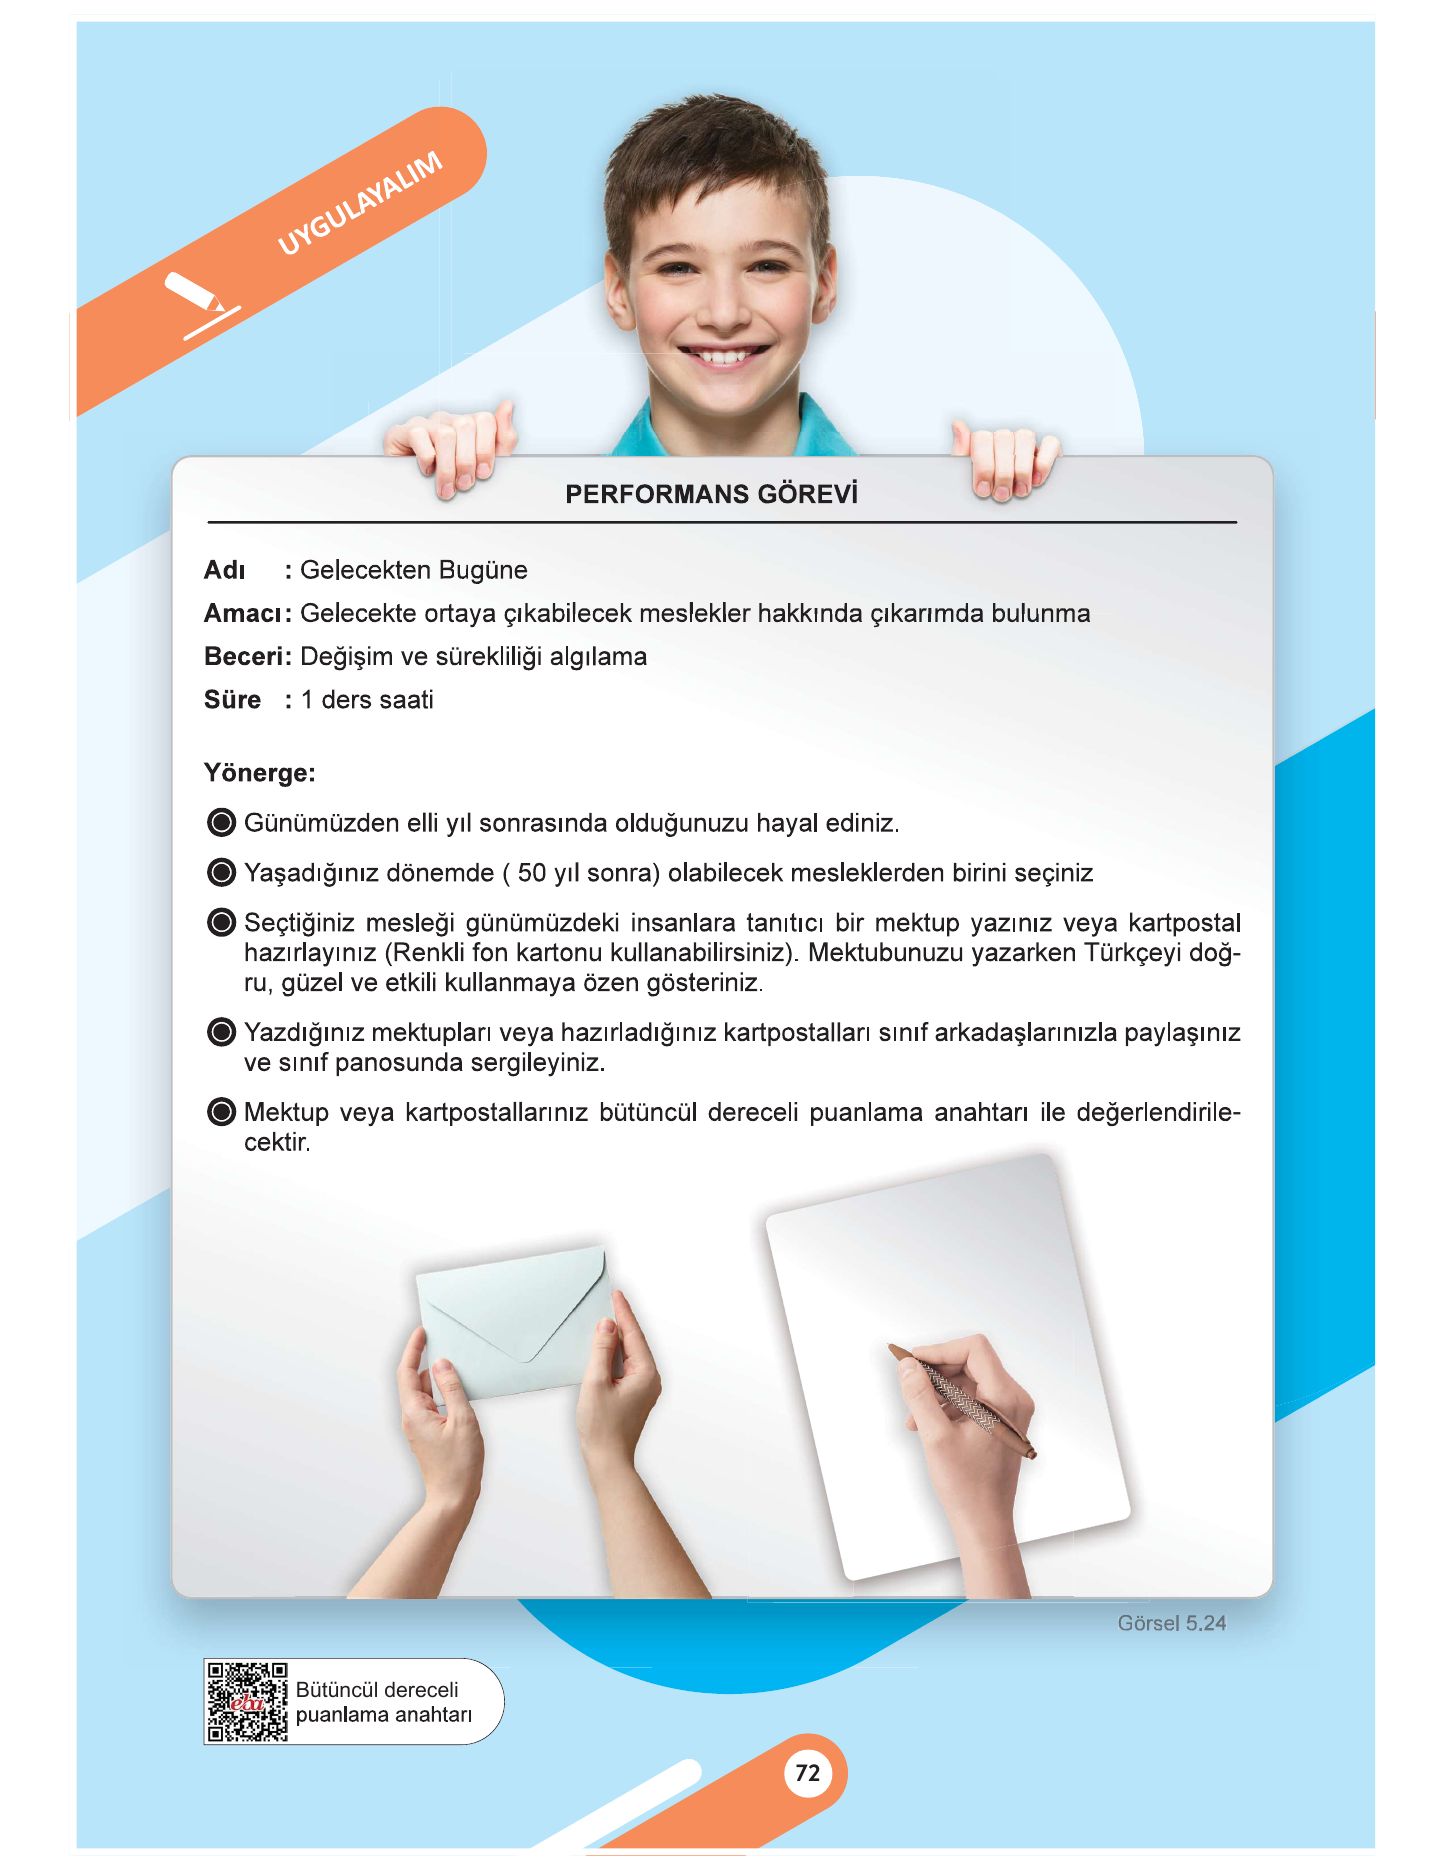 UYGULAYALIM
PERFORMANS GÖREVİ
Adı : Gelecekten Bugüne
Amacı: Gelecekte ortaya çıkabilecek meslekler hakkında çıkarımda bulunma
Beceri: Değişim ve sürekliliği algılama
Süre : 1 ders saati
Yönerge:
Günümüzden elli yıl sonrasında olduğunuzu hayal ediniz.
Yaşadığınız dönemde ( 50 yıl sonra) olabilecek mesleklerden birini seçiniz
Seçtiğiniz mesleği günümüzdeki insanlara tanıtıcı bir mektup yazınız veya kartpostal
hazırlayınız (Renkli fon kartonu kullanabilirsiniz). Mektubunuzu yazarken Türkçeyi doğ-
ru, güzel ve etkili kullanmaya özen gösteriniz.
Yazdığınız mektupları veya hazırladığınız kartpostalları sınıf arkadaşlarınızla paylaşınız
ve sınıf panosunda sergileyiniz.
Mektup veya kartpostallarınız bütüncül dereceli puanlama anahtarı ile değerlendirile-
cektir.
Görsel 5.24
eba
Bütüncül dereceli
puanlama anahtarı
72